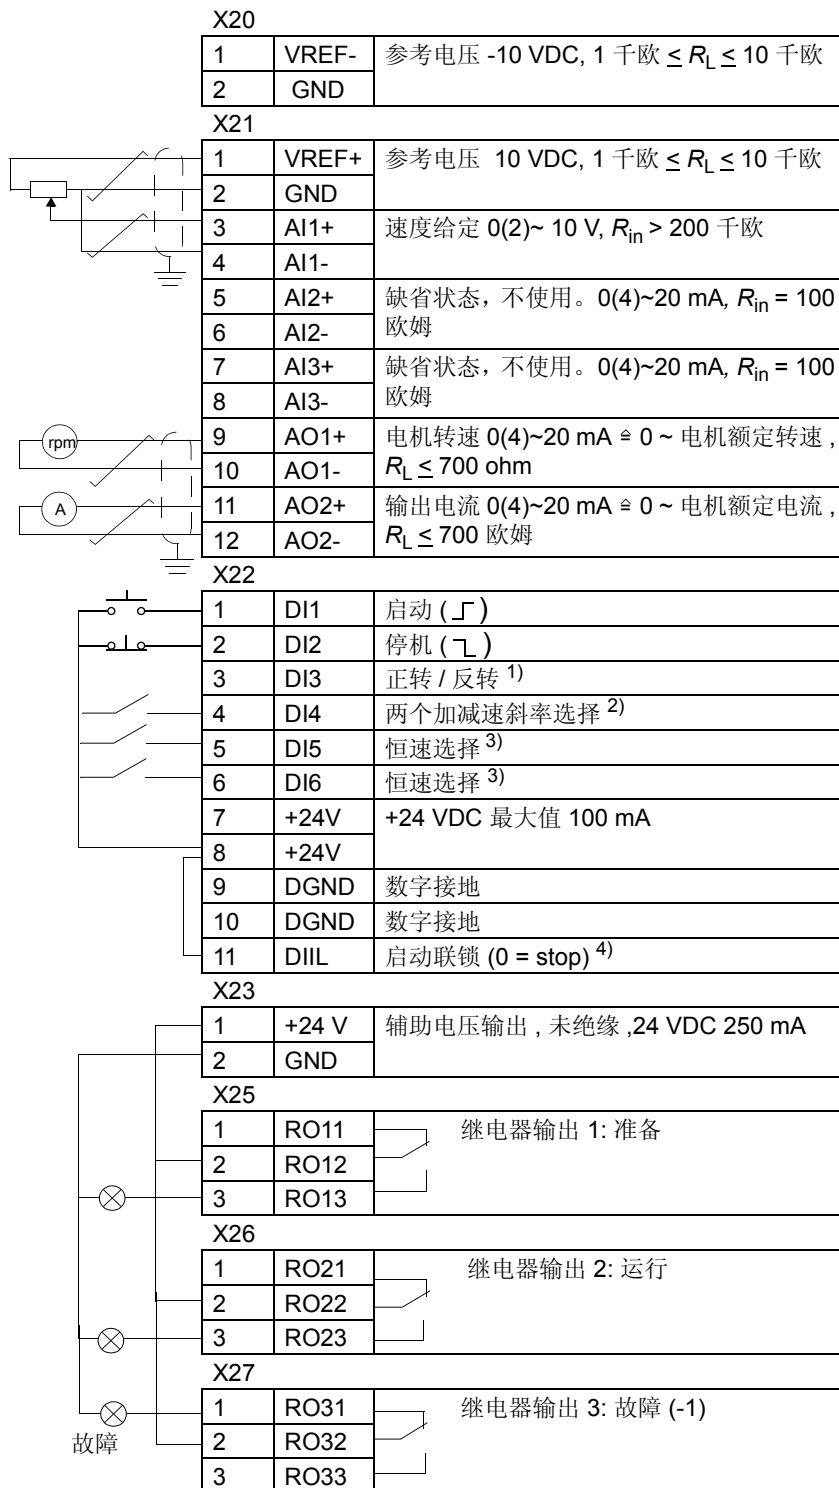 X20
1 VREF- 参考电压 -10 VDC, 1 千欧 ≤ RL ≤ 10 千欧
2 GND
X21
1 VREF+ 参考电压 10 VDC, 1 千欧 ≤ RL ≤ 10 千欧
2 GND
3 AI1+ 速度给定 0(2)~ 10 V, Rin > 200 千欧
4 AI1-
5 AI2+ 缺省状态，不使用。0(4)~20 mA, Rin = 100
6 AI2- 欧姆
7 AI3+ 缺省状态，不使用。0(4)~20 mA, Rin = 100
8 AI3- 欧姆
rpm 9 AO1+ 电机转速 0(4)~20 mA ≙ 0 ~ 电机额定转速 ,
10 AO1- RL ≤ 700 ohm
A 11 AO2+ 输出电流 0(4)~20 mA ≙ 0 ~ 电机额定电流 ,
12 AO2- RL ≤ 700 欧姆
X22
1 DI1 启动 ( )
2 DI2 停机 ( )
3 DI3 正转 / 反转 1)
4 DI4 两个加减速斜率选择 2)
5 DI5 恒速选择 3)
6 DI6 恒速选择 3)
7 +24V +24 VDC 最大值 100 mA
8 +24V
9 DGND 数字接地
10 DGND 数字接地
11 DIIL 启动联锁 (0 = stop) 4)
X23
1 +24 V 辅助电压输出 , 未绝缘 ,24 VDC 250 mA
2 GND
X25
1 RO11 继电器输出 1: 准备
2 RO12
3 RO13
X26
1 RO21 继电器输出 2: 运行
2 RO22
3 RO23
X27
1 RO31 继电器输出 3: 故障 (-1)
故障 2 RO32
3 RO33